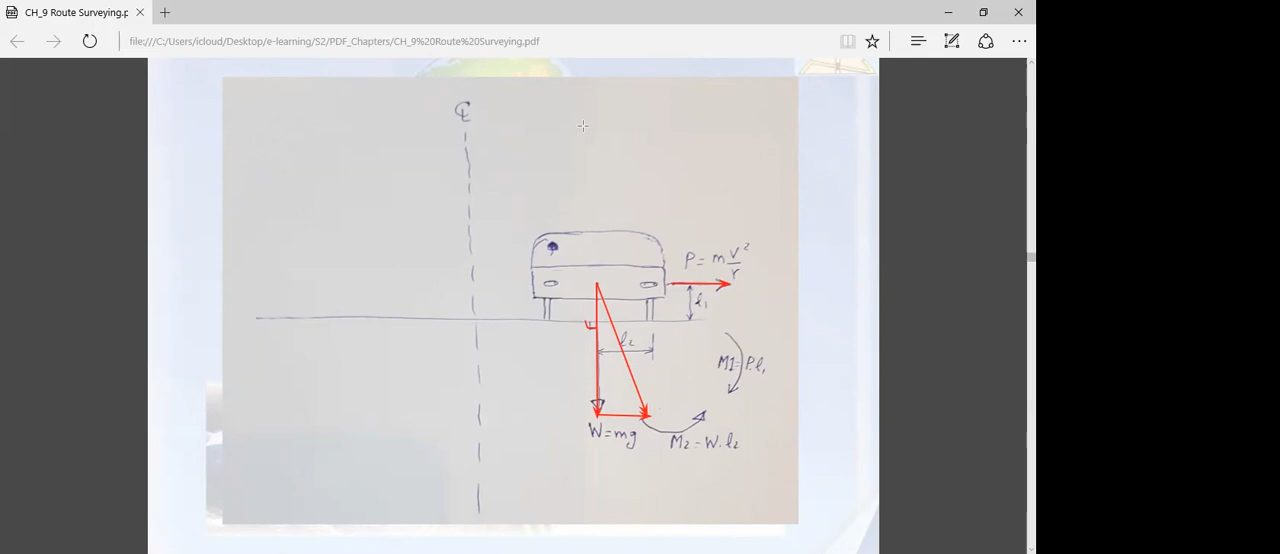 CH_9 Route Surveying.p
file:///C:/Users/icloud/Desktop/e-learning/S2/PDF_Chapters/CH_9%20Route%20Surveying.pdf
℄
P = m V²/r
l₁
l₂
M1 = P.l₁
W = mg
M₂ = W.l₂